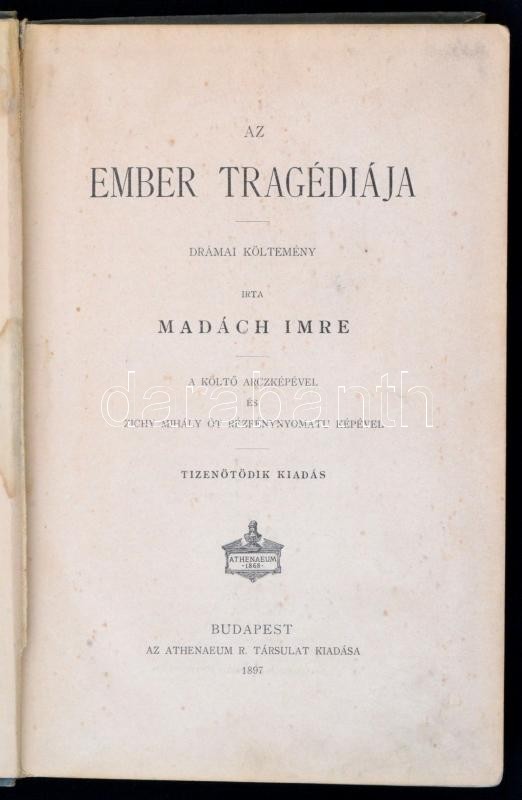 AZ
EMBER TRAGÉDIÁJA
DRÁMAI KÖLTEMÉNY
IRTA
MADÁCH IMRE
A KÖLTŐ ARCZKÉPÉVEL
ÉS
ZICHY MIHÁLY ÖT RÉZFÉNYNYOMATU KÉPÉVEL
darabanth
TIZENÖTÖDIK KIADÁS
ATHENAEUM
·1868·
BUDAPEST
AZ ATHENAEUM R. TÁRSULAT KIADÁSA
1897